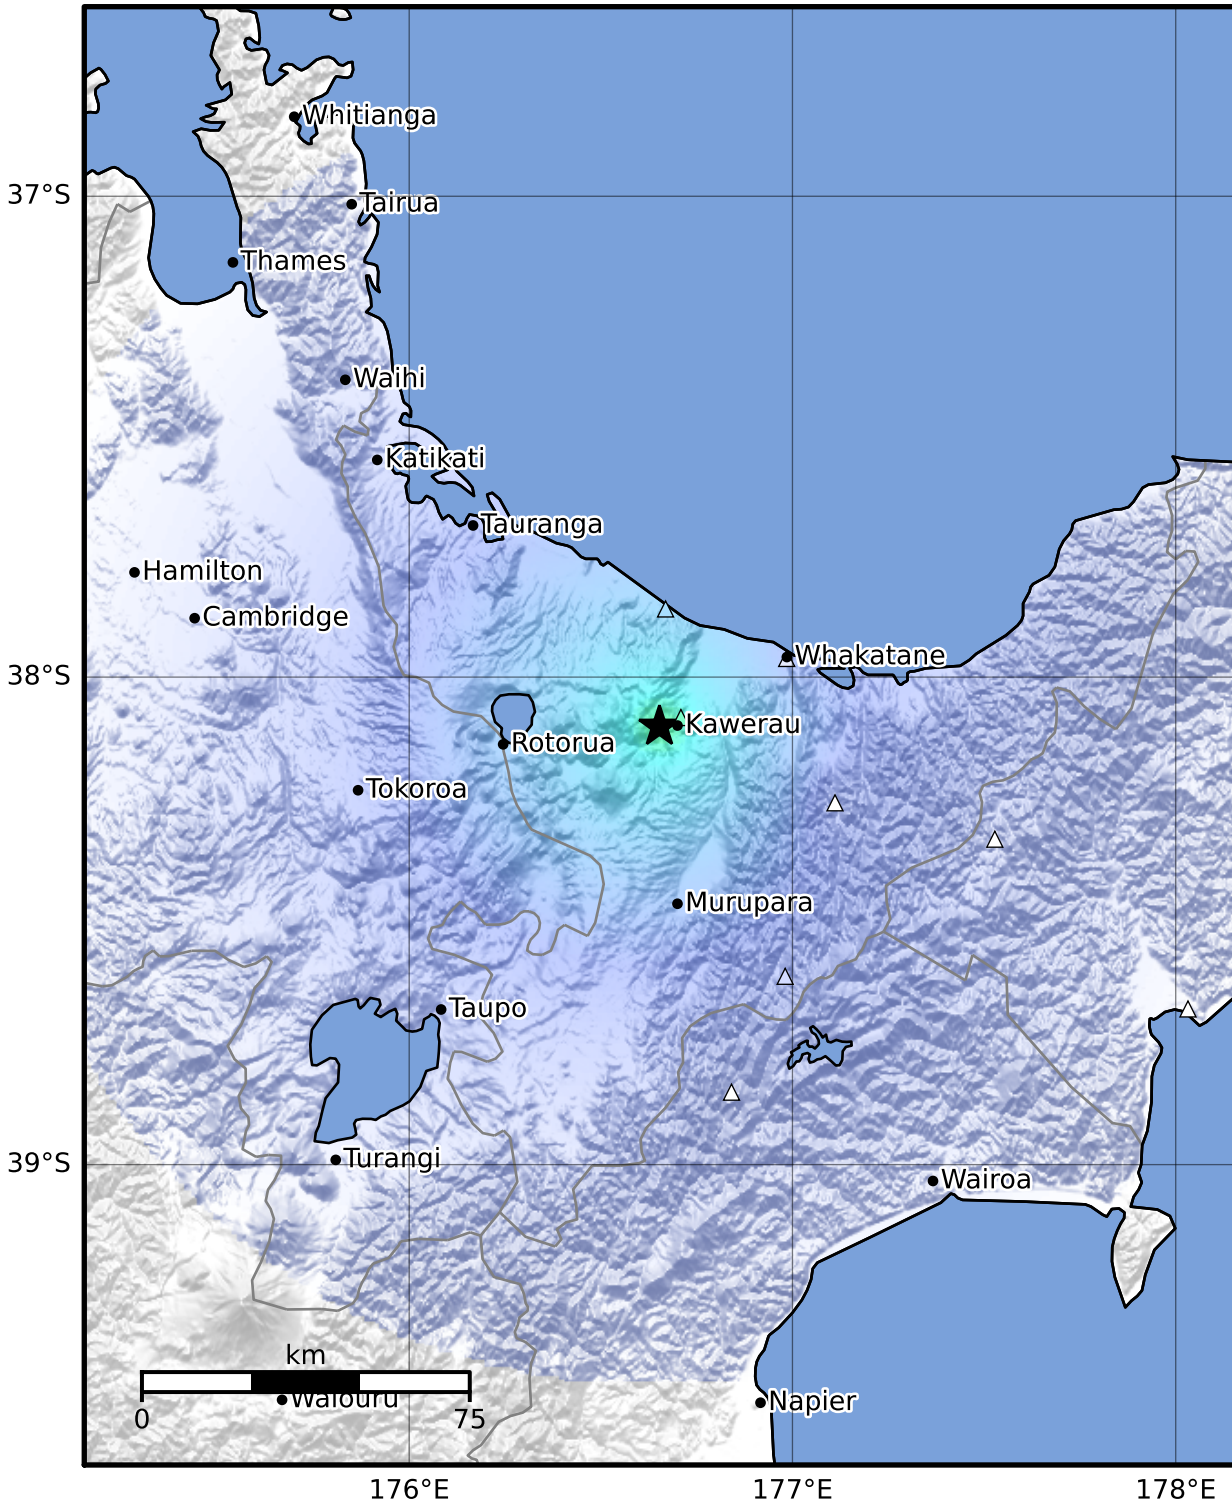 Whitianga
37°S
Tairua
Thames
Waihi
Katikati
Tauranga
Hamilton
Cambridge
Whakatane
38°S
Kawerau
Rotorua
Tokoroa
Murupara
Taupo
Turangi
39°S
Wairoa
km
Waiouru
Napier
0 75
176°E 177°E 178°E